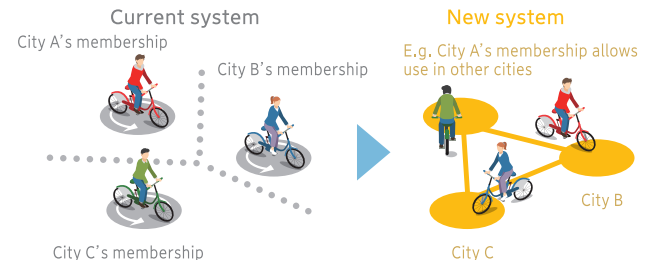 Current system
City A's membership
City B's membership
City C's membership
New system
E.g. City A's membership allows
use in other cities
City B
City C